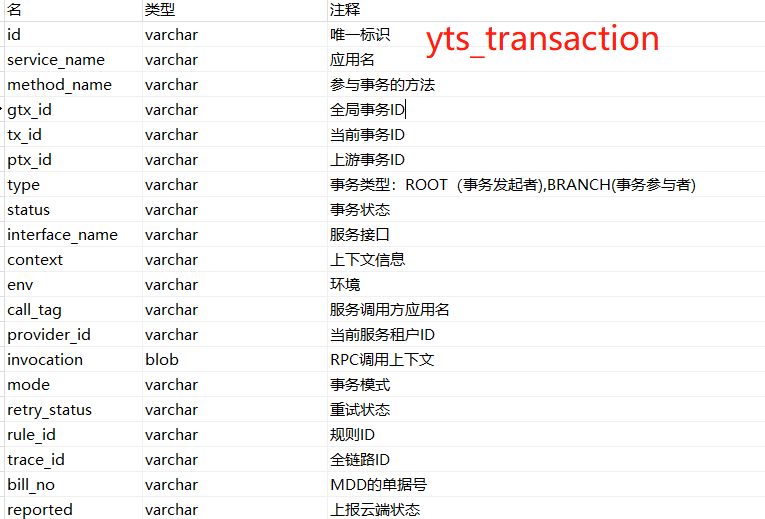 名 类型 注释
yts_transaction
id varchar 唯一标识
service_name varchar 应用名
method_name varchar 参与事务的方法
gtx_id varchar 全局事务ID
tx_id varchar 当前事务ID
ptx_id varchar 上游事务ID
type varchar 事务类型：ROOT（事务发起者),BRANCH(事务参与者)
status varchar 事务状态
interface_name varchar 服务接口
context varchar 上下文信息
env varchar 环境
call_tag varchar 服务调用方应用名
provider_id varchar 当前服务租户ID
invocation blob RPC调用上下文
mode varchar 事务模式
retry_status varchar 重试状态
rule_id varchar 规则ID
trace_id varchar 全链路ID
bill_no varchar MDD的单据号
reported varchar 上报云端状态